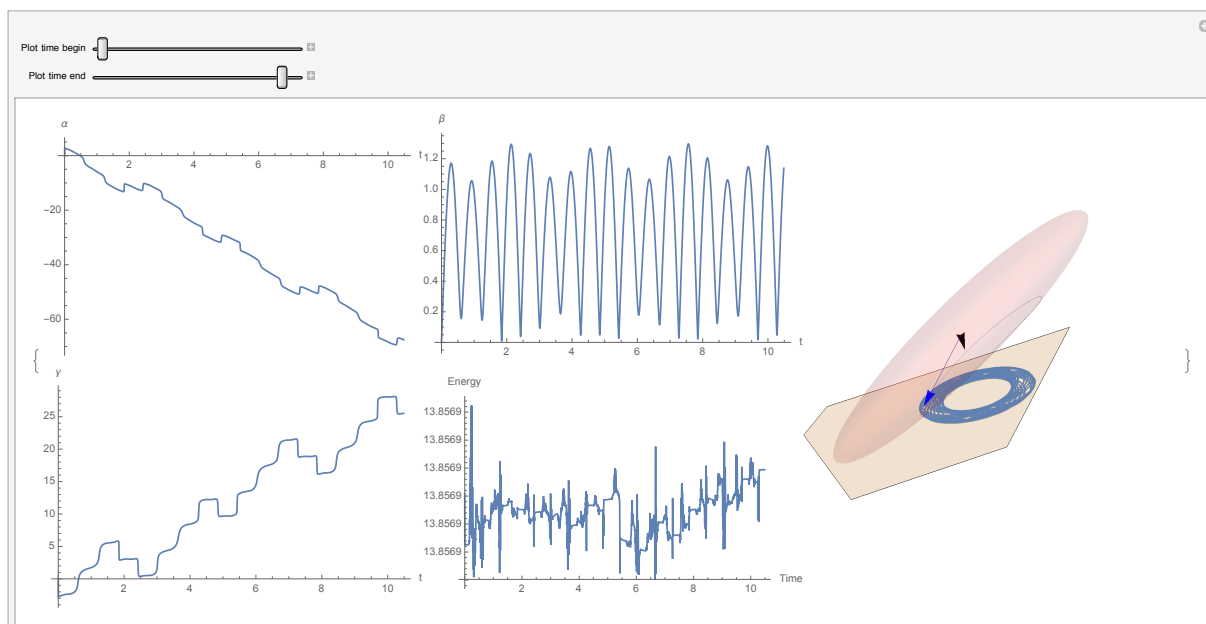 Plot time begin
Plot time end
α
2 4 6 8 10 t
-20
-40
-60
β
1.2
1.0
0.8
0.6
0.4
0.2
2 4 6 8 10 t
{
}
γ
25
20
15
10
5
2 4 6 8 10 t
Energy
13.8569
13.8569
13.8569
13.8569
13.8569
13.8569
2 4 6 8 10 Time